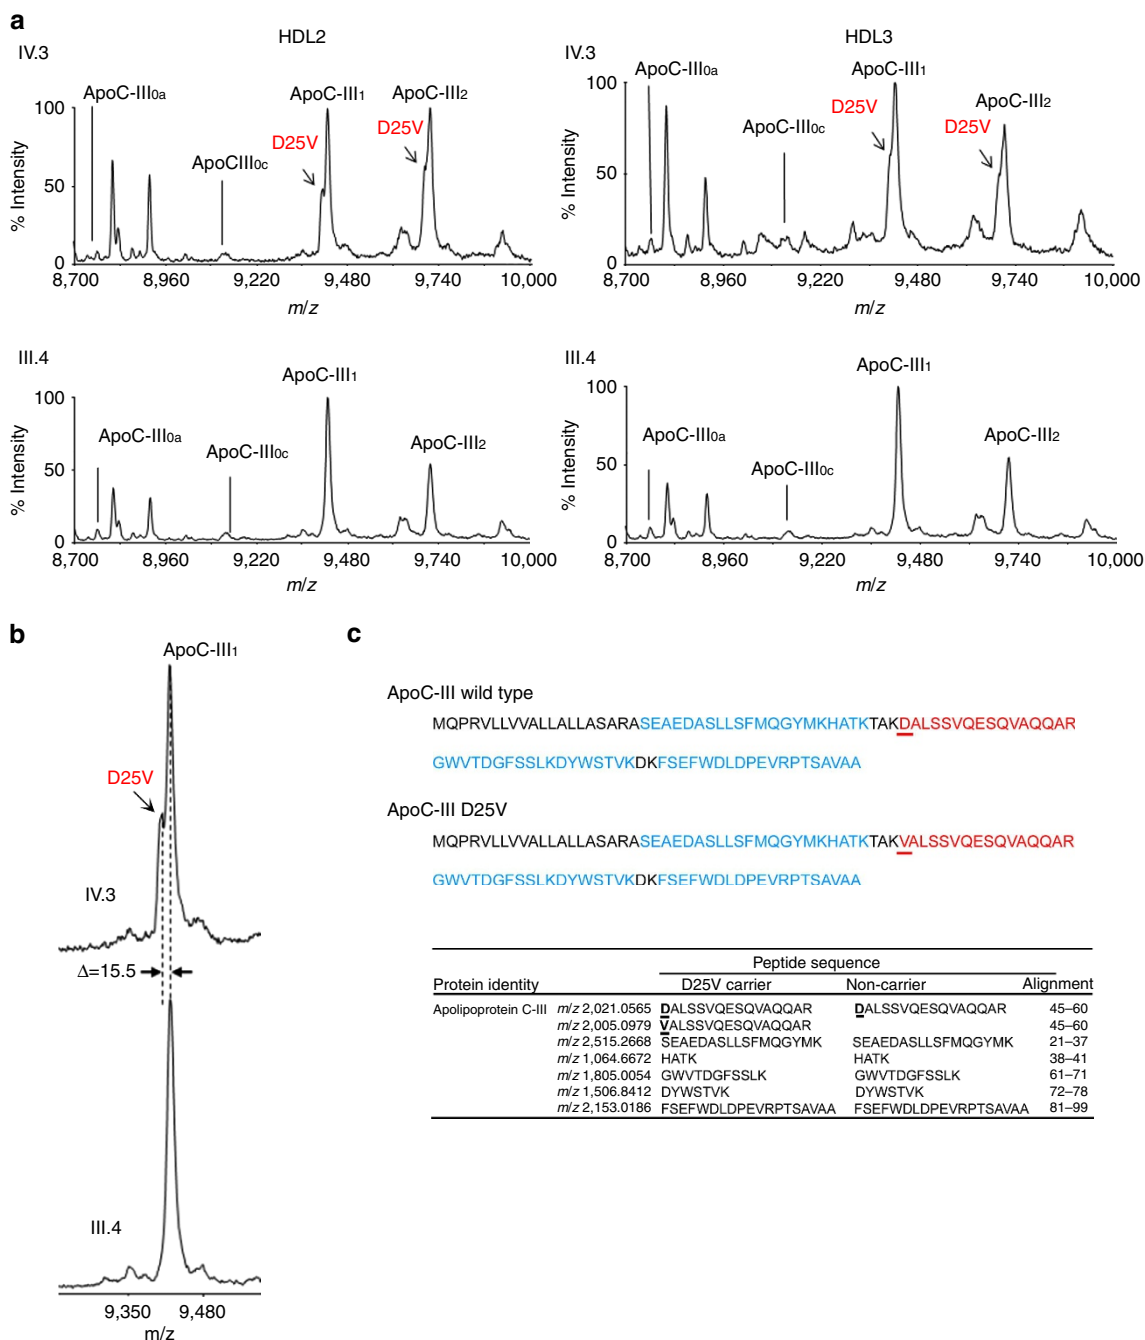 a
HDL2
HDL3
IV.3
IV.3
ApoC-III0a
ApoC-III1
ApoC-III2
D25V
D25V
ApoCIII0c
100
50
0
% Intensity
8,700 8,960 9,220 9,480 9,740 10,000
m/z
ApoC-III0a
ApoC-III1
ApoC-III2
D25V
D25V
ApoC-III0c
100
50
0
% Intensity
8,700 8,960 9,220 9,480 9,740 10,000
m/z
III.4
III.4
ApoC-III1
ApoC-III0a
ApoC-III0c
ApoC-III2
100
50
0
% Intensity
8,700 8,960 9,220 9,480 9,740 10,000
m/z
ApoC-III1
ApoC-III0a
ApoC-III0c
ApoC-III2
100
50
0
% Intensity
8,700 8,960 9,220 9,480 9,740 10,000
m/z
b
ApoC-III1
D25V
IV.3
Δ=15.5
III.4
9,350 9,480
m/z
c
ApoC-III wild type
MQPRVLLVVALLALLASARASEAEDASLLSFMQGYMKHATKTAKDALSSVQESQVAQQAR
GWVTDGFSSLKDYWSTVKDKFSEFWDLDPEVRPTSAVAA
ApoC-III D25V
MQPRVLLVVALLALLASARASEAEDASLLSFMQGYMKHATKTAKVALSSVQESQVAQQAR
GWVTDGFSSLKDYWSTVKDKFSEFWDLDPEVRPTSAVAA
Peptide sequence
Protein identity D25V carrier Non-carrier Alignment
Apolipoprotein C-III m/z 2,021.0565 DALSSVQESQVAQQAR DALSSVQESQVAQQAR 45–60
m/z 2,005.0979 VALSSVQESQVAQQAR 45–60
m/z 2,515.2668 SEAEDASLLSFMQGYMK SEAEDASLLSFMQGYMK 21–37
m/z 1,064.6672 HATK HATK 38–41
m/z 1,805.0054 GWVTDGFSSLK GWVTDGFSSLK 61–71
m/z 1,506.8412 DYWSTVK DYWSTVK 72–78
m/z 2,153.0186 FSEFWDLDPEVRPTSAVAA FSEFWDLDPEVRPTSAVAA 81–99